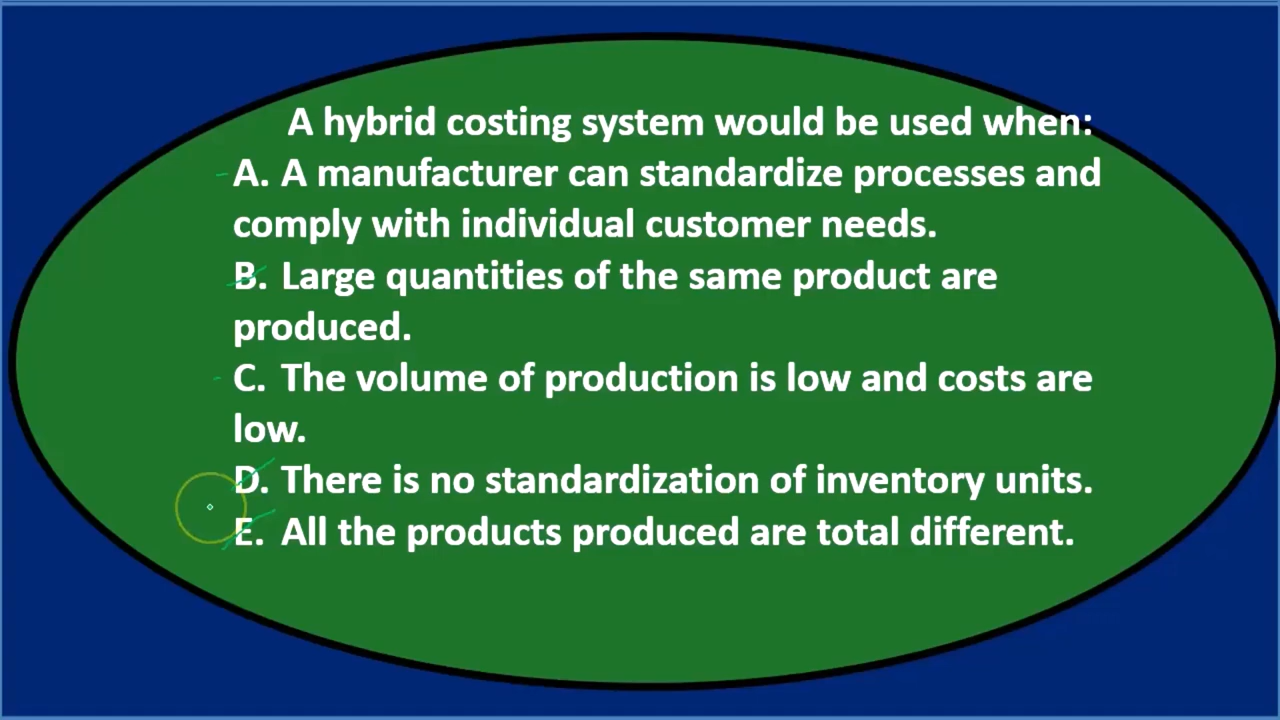 A hybrid costing system would be used when:
A. A manufacturer can standardize processes and
comply with individual customer needs.
B. Large quantities of the same product are
produced.
C. The volume of production is low and costs are
low.
D. There is no standardization of inventory units.
E. All the products produced are total different.